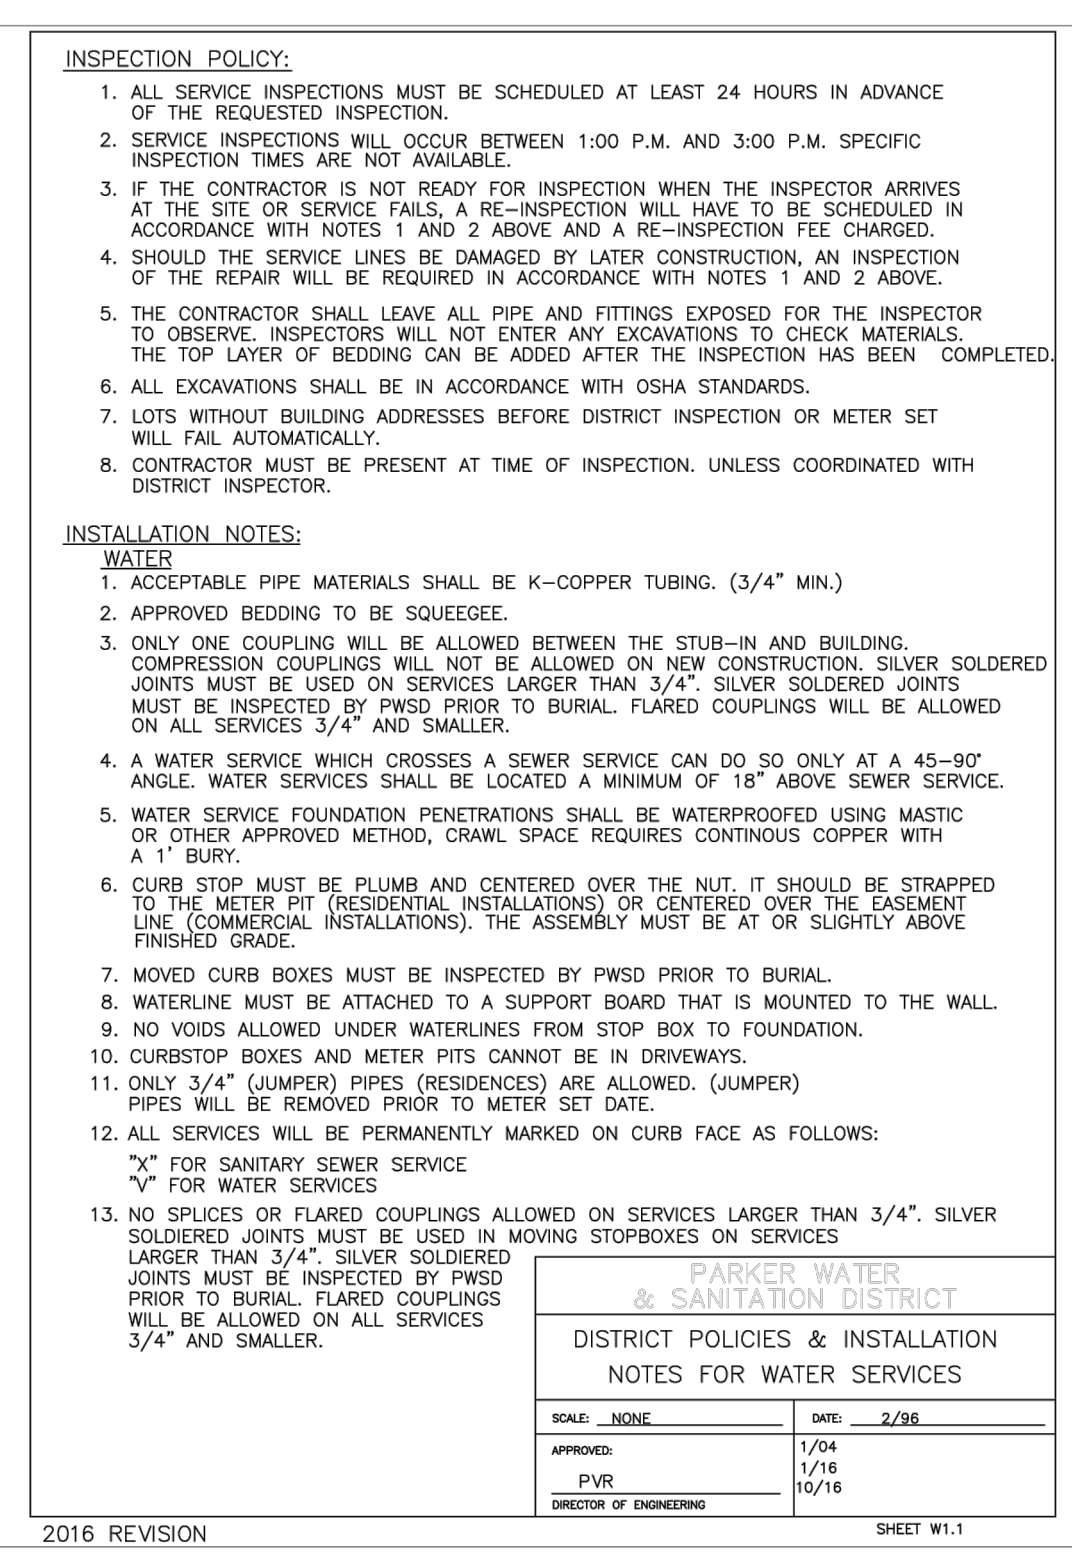 INSPECTION POLICY:
1. ALL SERVICE INSPECTIONS MUST BE SCHEDULED AT LEAST 24 HOURS IN ADVANCE
OF THE REQUESTED INSPECTION.
2. SERVICE INSPECTIONS WILL OCCUR BETWEEN 1:00 P.M. AND 3:00 P.M. SPECIFIC
INSPECTION TIMES ARE NOT AVAILABLE.
3. IF THE CONTRACTOR IS NOT READY FOR INSPECTION WHEN THE INSPECTOR ARRIVES
AT THE SITE OR SERVICE FAILS, A RE-INSPECTION WILL HAVE TO BE SCHEDULED IN
ACCORDANCE WITH NOTES 1 AND 2 ABOVE AND A RE-INSPECTION FEE CHARGED.
4. SHOULD THE SERVICE LINES BE DAMAGED BY LATER CONSTRUCTION, AN INSPECTION
OF THE REPAIR WILL BE REQUIRED IN ACCORDANCE WITH NOTES 1 AND 2 ABOVE.
5. THE CONTRACTOR SHALL LEAVE ALL PIPE AND FITTINGS EXPOSED FOR THE INSPECTOR
TO OBSERVE. INSPECTORS WILL NOT ENTER ANY EXCAVATIONS TO CHECK MATERIALS.
THE TOP LAYER OF BEDDING CAN BE ADDED AFTER THE INSPECTION HAS BEEN COMPLETED.
6. ALL EXCAVATIONS SHALL BE IN ACCORDANCE WITH OSHA STANDARDS.
7. LOTS WITHOUT BUILDING ADDRESSES BEFORE DISTRICT INSPECTION OR METER SET
WILL FAIL AUTOMATICALLY.
8. CONTRACTOR MUST BE PRESENT AT TIME OF INSPECTION. UNLESS COORDINATED WITH
DISTRICT INSPECTOR.
INSTALLATION NOTES:
WATER
1. ACCEPTABLE PIPE MATERIALS SHALL BE K-COPPER TUBING. (3/4" MIN.)
2. APPROVED BEDDING TO BE SQUEEGEE.
3. ONLY ONE COUPLING WILL BE ALLOWED BETWEEN THE STUB-IN AND BUILDING.
COMPRESSION COUPLINGS WILL NOT BE ALLOWED ON NEW CONSTRUCTION. SILVER SOLDERED
JOINTS MUST BE USED ON SERVICES LARGER THAN 3/4". SILVER SOLDERED JOINTS
MUST BE INSPECTED BY PWSD PRIOR TO BURIAL. FLARED COUPLINGS WILL BE ALLOWED
ON ALL SERVICES 3/4" AND SMALLER.
4. A WATER SERVICE WHICH CROSSES A SEWER SERVICE CAN DO SO ONLY AT A 45-90°
ANGLE. WATER SERVICES SHALL BE LOCATED A MINIMUM OF 18" ABOVE SEWER SERVICE.
5. WATER SERVICE FOUNDATION PENETRATIONS SHALL BE WATERPROOFED USING MASTIC
OR OTHER APPROVED METHOD, CRAWL SPACE REQUIRES CONTINOUS COPPER WITH
A 1' BURY.
6. CURB STOP MUST BE PLUMB AND CENTERED OVER THE NUT. IT SHOULD BE STRAPPED
TO THE METER PIT (RESIDENTIAL INSTALLATIONS) OR CENTERED OVER THE EASEMENT
LINE (COMMERCIAL INSTALLATIONS). THE ASSEMBLY MUST BE AT OR SLIGHTLY ABOVE
FINISHED GRADE.
7. MOVED CURB BOXES MUST BE INSPECTED BY PWSD PRIOR TO BURIAL.
8. WATERLINE MUST BE ATTACHED TO A SUPPORT BOARD THAT IS MOUNTED TO THE WALL.
9. NO VOIDS ALLOWED UNDER WATERLINES FROM STOP BOX TO FOUNDATION.
10. CURBSTOP BOXES AND METER PITS CANNOT BE IN DRIVEWAYS.
11. ONLY 3/4" (JUMPER) PIPES (RESIDENCES) ARE ALLOWED. (JUMPER)
PIPES WILL BE REMOVED PRIOR TO METER SET DATE.
12. ALL SERVICES WILL BE PERMANENTLY MARKED ON CURB FACE AS FOLLOWS:
"X" FOR SANITARY SEWER SERVICE
"V" FOR WATER SERVICES
13. NO SPLICES OR FLARED COUPLINGS ALLOWED ON SERVICES LARGER THAN 3/4". SILVER
SOLDIERED JOINTS MUST BE USED IN MOVING STOPBOXES ON SERVICES
LARGER THAN 3/4". SILVER SOLDIERED
JOINTS MUST BE INSPECTED BY PWSD
PRIOR TO BURIAL. FLARED COUPLINGS
WILL BE ALLOWED ON ALL SERVICES
3/4" AND SMALLER.
PARKER WATER
& SANITATION DISTRICT
DISTRICT POLICIES & INSTALLATION
NOTES FOR WATER SERVICES
SCALE: NONE
DATE: 2/96
APPROVED:
PVR
DIRECTOR OF ENGINEERING
1/04
1/16
10/16
2016 REVISION
SHEET W1.1